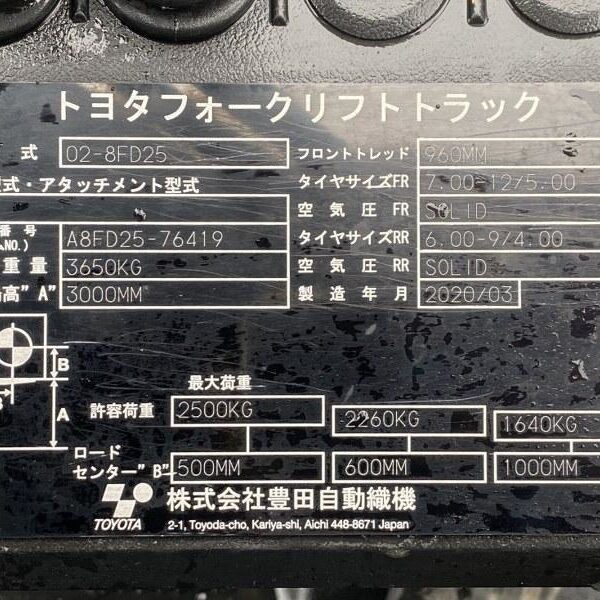 トヨタフォークリフトトラック
式 02-8FD25 フロントトレッド 960MM
型式・アタッチメント型式 タイヤサイズFR 7.00-12/5.00
空気圧FR SOLID
番号 NO.) A8FD25-76419 タイヤサイズRR 6.00-9/4.00
重量 3650KG 空気圧RR SOLID
揚高"A" 3000MM 製造年月 2020/03
最大荷重
許容荷重 2500KG 2260KG 1640KG
B
A
ロード
センター"B" 500MM 600MM 1000MM
株式会社豊田自動織機
TOYOTA 2-1, Toyoda-cho, Kariya-shi, Aichi 448-8671 Japan